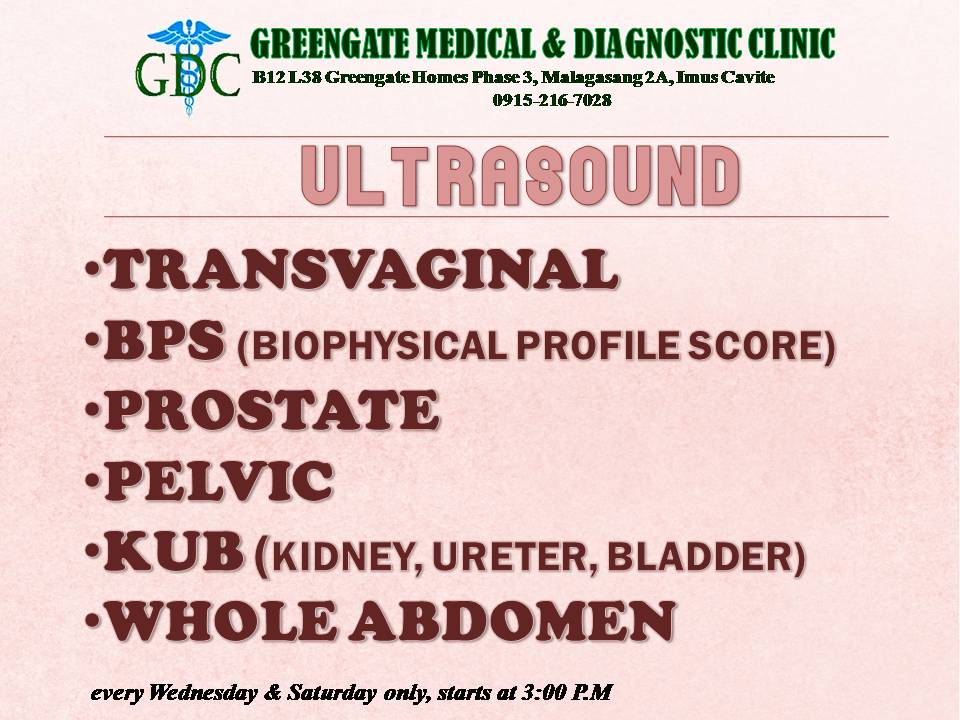 GDC
GREENGATE MEDICAL & DIAGNOSTIC CLINIC
B12 L38 Greengate Homes Phase 3, Malagasang 2A, Imus Cavite
0915-216-7028
ULTRASOUND
•TRANSVAGINAL
•BPS (BIOPHYSICAL PROFILE SCORE)
•PROSTATE
•PELVIC
•KUB (KIDNEY, URETER, BLADDER)
•WHOLE ABDOMEN
every Wednesday & Saturday only, starts at 3:00 P.M